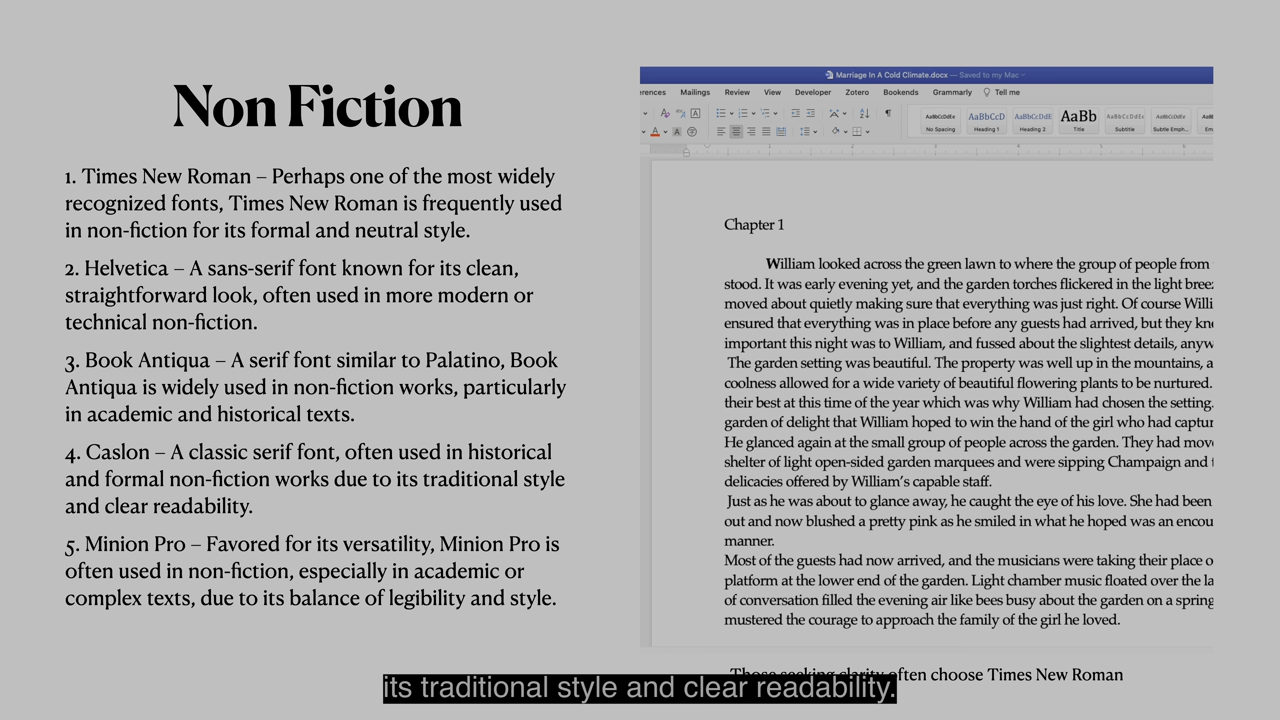 Non Fiction
1. Times New Roman – Perhaps one of the most widely
recognized fonts, Times New Roman is frequently used
in non-fiction for its formal and neutral style.
2. Helvetica – A sans-serif font known for its clean,
straightforward look, often used in more modern or
technical non-fiction.
3. Book Antiqua – A serif font similar to Palatino, Book
Antiqua is widely used in non-fiction works, particularly
in academic and historical texts.
4. Caslon – A classic serif font, often used in historical
and formal non-fiction works due to its traditional style
and clear readability.
5. Minion Pro – Favored for its versatility, Minion Pro is
often used in non-fiction, especially in academic or
complex texts, due to its balance of legibility and style.
Marriage In A Cold Climate.docx — Saved to my Mac
erences Mailings Review View Developer Zotero Bookends Grammarly Tell me
AaBbCcDdEe AaBbCcD AaBbCcDdE AaBb AaBbCcDdEe AaBbCcDdEe AaBb
No Spacing Heading 1 Heading 2 Title Subtitle Subtle Emph... Em
Chapter 1
William looked across the green lawn to where the group of people from
stood. It was early evening yet, and the garden torches flickered in the light bree
moved about quietly making sure that everything was just right. Of course Willi
ensured that everything was in place before any guests had arrived, but they kn
important this night was to William, and fussed about the slightest details, anyw
The garden setting was beautiful. The property was well up in the mountains, a
coolness allowed for a wide variety of beautiful flowering plants to be nurtured.
their best at this time of the year which was why William had chosen the setting.
garden of delight that William hoped to win the hand of the girl who had captur
He glanced again at the small group of people across the garden. They had mov
shelter of light open-sided garden marquees and were sipping Champaign and
delicacies offered by William's capable staff.
Just as he was about to glance away, he caught the eye of his love. She had been
out and now blushed a pretty pink as he smiled in what he hoped was an encou
manner.
Most of the guests had now arrived, and the musicians were taking their place o
platform at the lower end of the garden. Light chamber music floated over the la
of conversation filled the evening air like bees busy about the garden on a spring
mustered the courage to approach the family of the girl he loved.
Those seeking clarity often choose Times New Roman
its traditional style and clear readability.